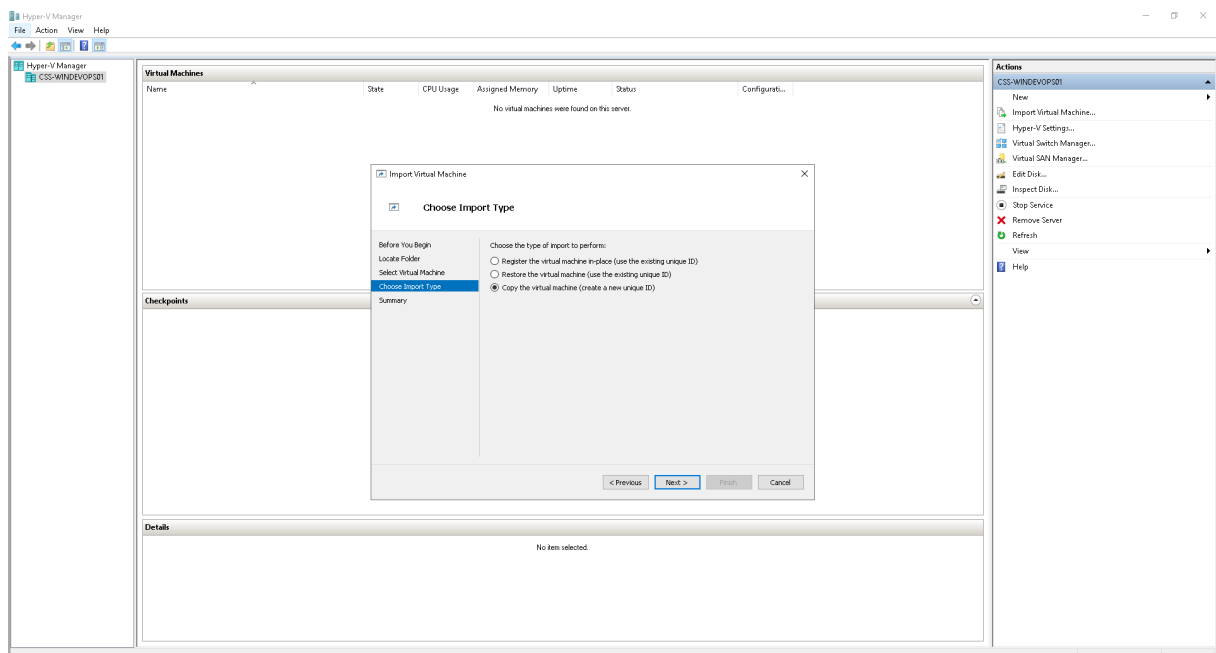 Hyper-V Manager
File Action View Help
Hyper-V Manager
CSS-WINDEVOPS01
Virtual Machines
Name State CPU Usage Assigned Memory Uptime Status Configurati...
No virtual machines were found on this server.
Import Virtual Machine
Choose Import Type
Before You Begin
Locate Folder
Select Virtual Machine
Choose Import Type
Summary
Choose the type of import to perform:
Register the virtual machine in-place (use the existing unique ID)
Restore the virtual machine (use the existing unique ID)
Copy the virtual machine (create a new unique ID)
< Previous Next > Finish Cancel
Checkpoints
Details
No item selected.
Actions
CSS-WINDEVOPS01
New
Import Virtual Machine...
Hyper-V Settings...
Virtual Switch Manager...
Virtual SAN Manager...
Edit Disk...
Inspect Disk...
Stop Service
Remove Server
Refresh
View
Help